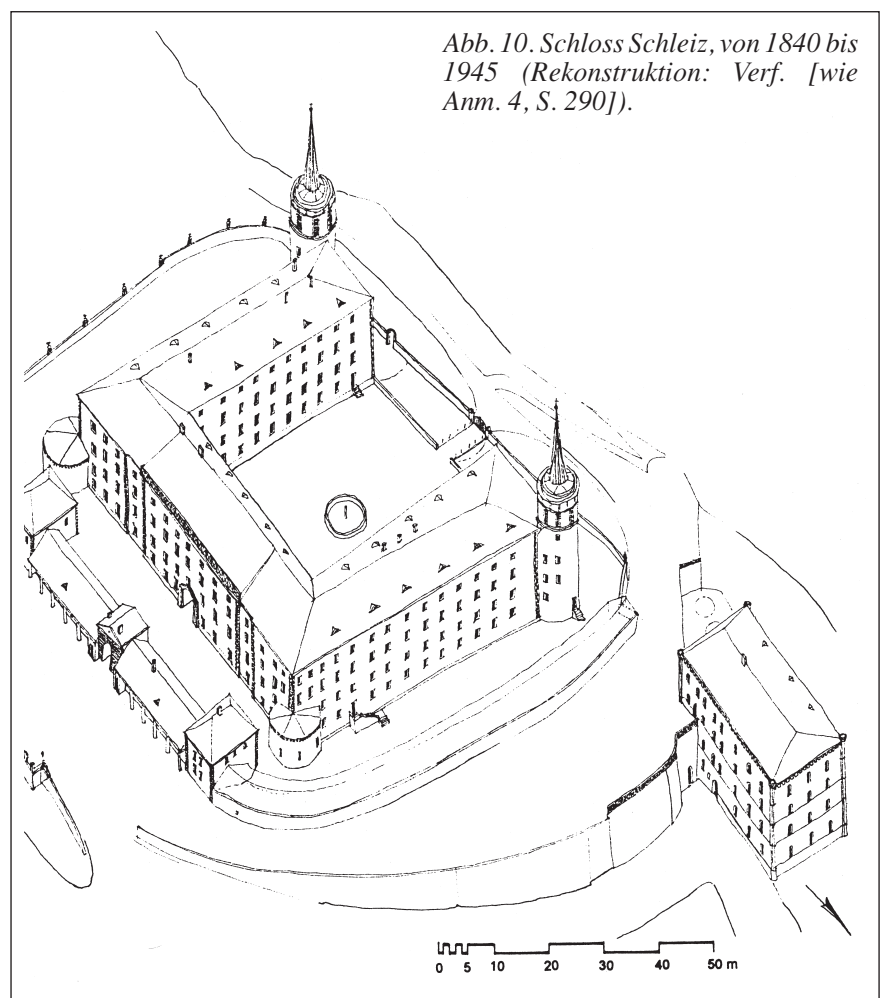 Abb. 10. Schloss Schleiz, von 1840 bis
1945 (Rekonstruktion: Verf. [wie
Anm. 4, S. 290]).
0 5 10 20 30 40 50 m